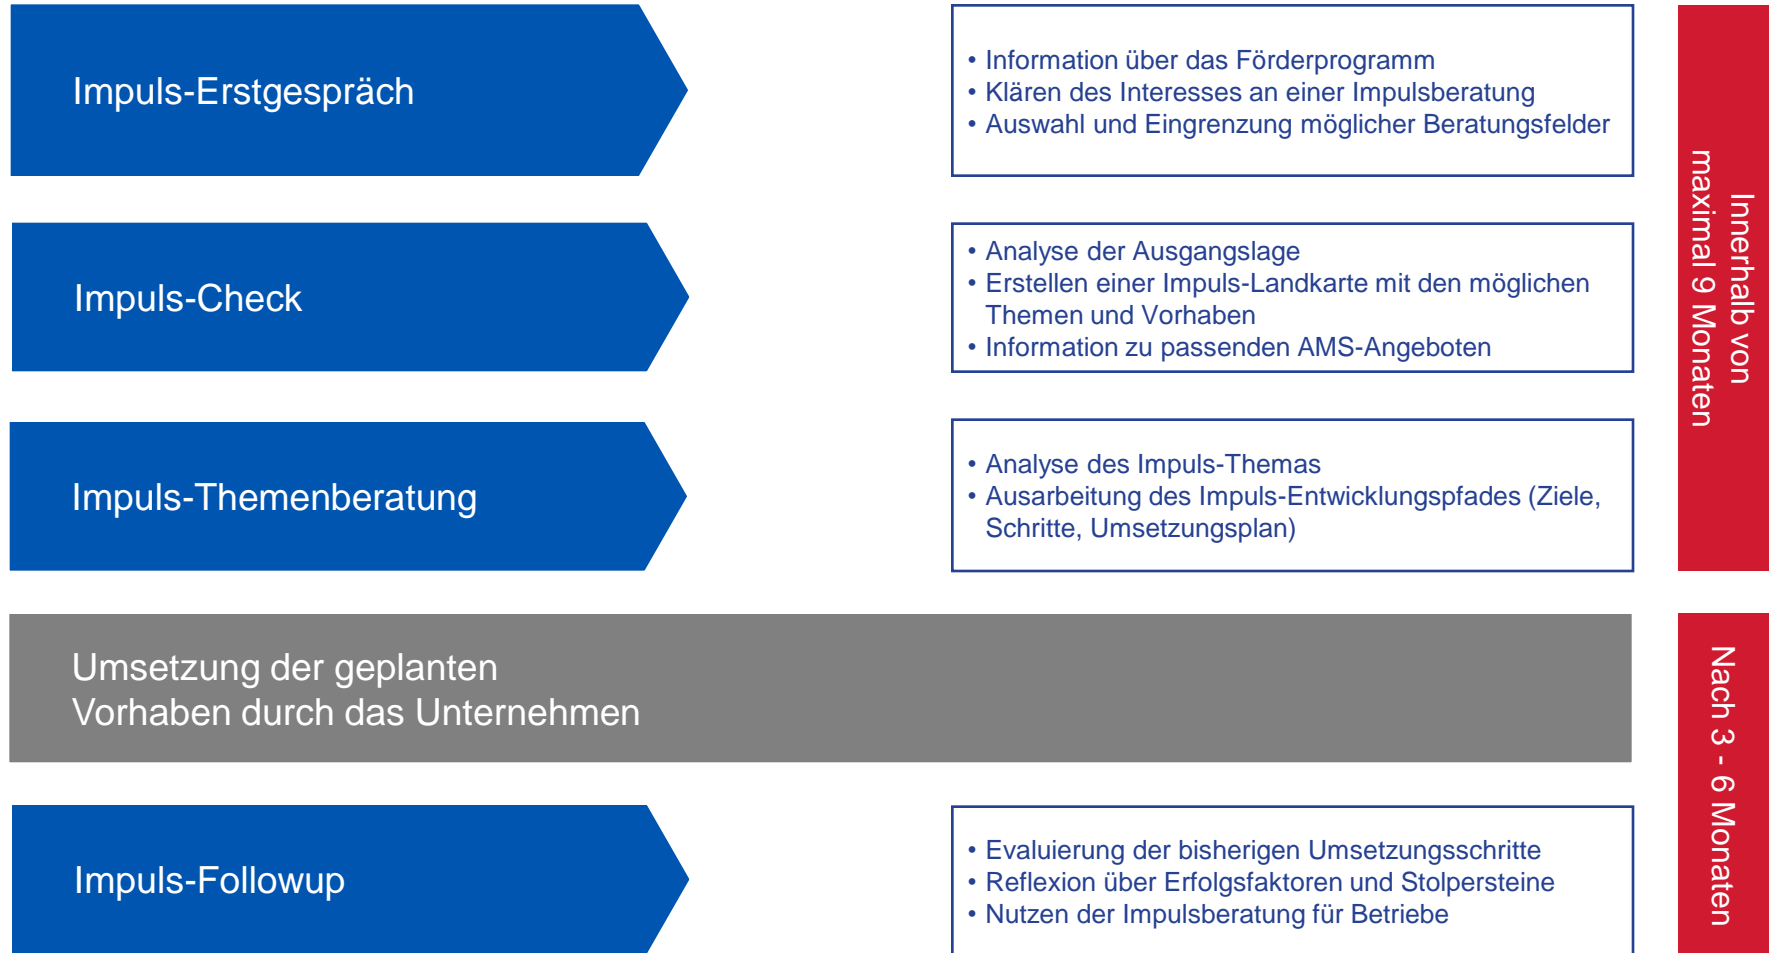 Impuls-Erstgespräch
• Information über das Förderprogramm
• Klären des Interesses an einer Impulsberatung
• Auswahl und Eingrenzung möglicher Beratungsfelder
Impuls-Check
• Analyse der Ausgangslage
• Erstellen einer Impuls-Landkarte mit den möglichen
Themen und Vorhaben
• Information zu passenden AMS-Angeboten
Impuls-Themenberatung
• Analyse des Impuls-Themas
• Ausarbeitung des Impuls-Entwicklungspfades (Ziele,
Schritte, Umsetzungsplan)
Innerhalb von
maximal 9 Monaten
Umsetzung der geplanten
Vorhaben durch das Unternehmen
Impuls-Followup
• Evaluierung der bisherigen Umsetzungsschritte
• Reflexion über Erfolgsfaktoren und Stolpersteine
• Nutzen der Impulsberatung für Betriebe
Nach 3 - 6 Monaten